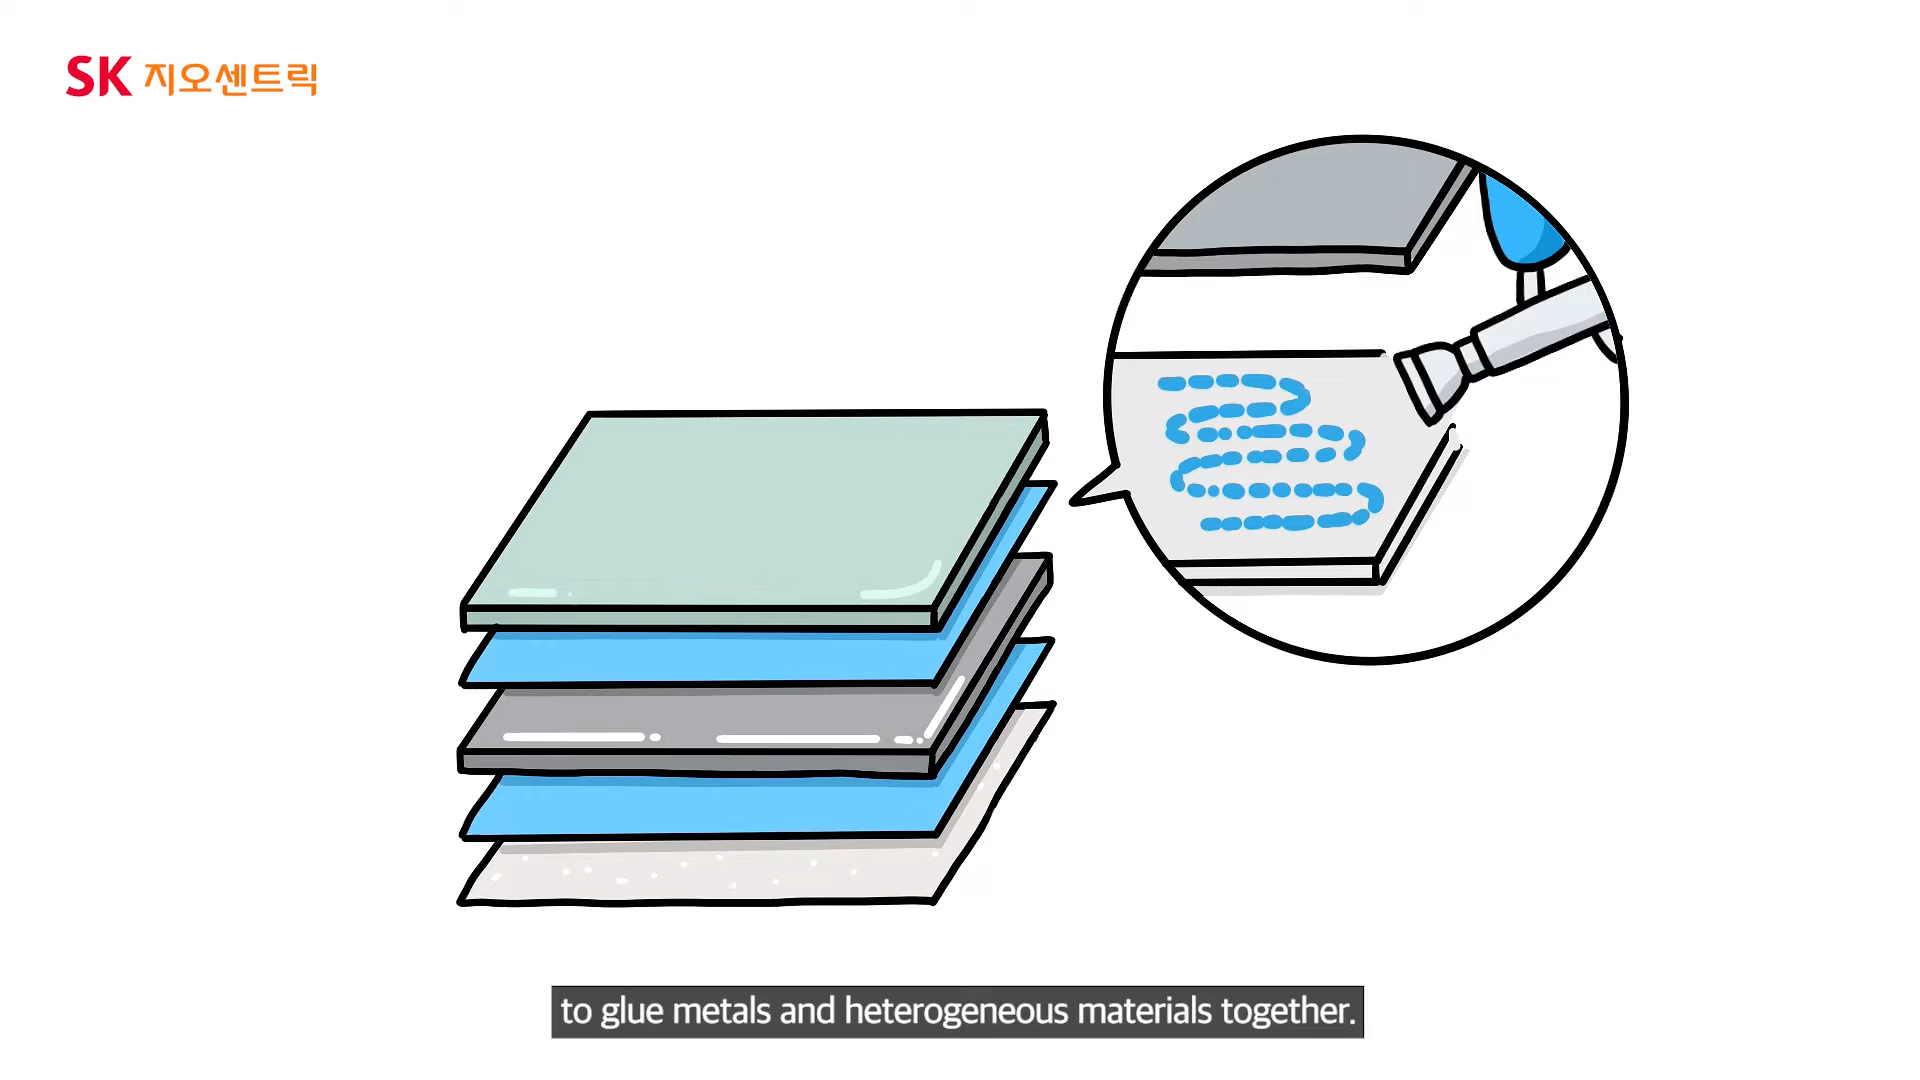 SK 지오센트릭
to glue metals and heterogeneous materials together.